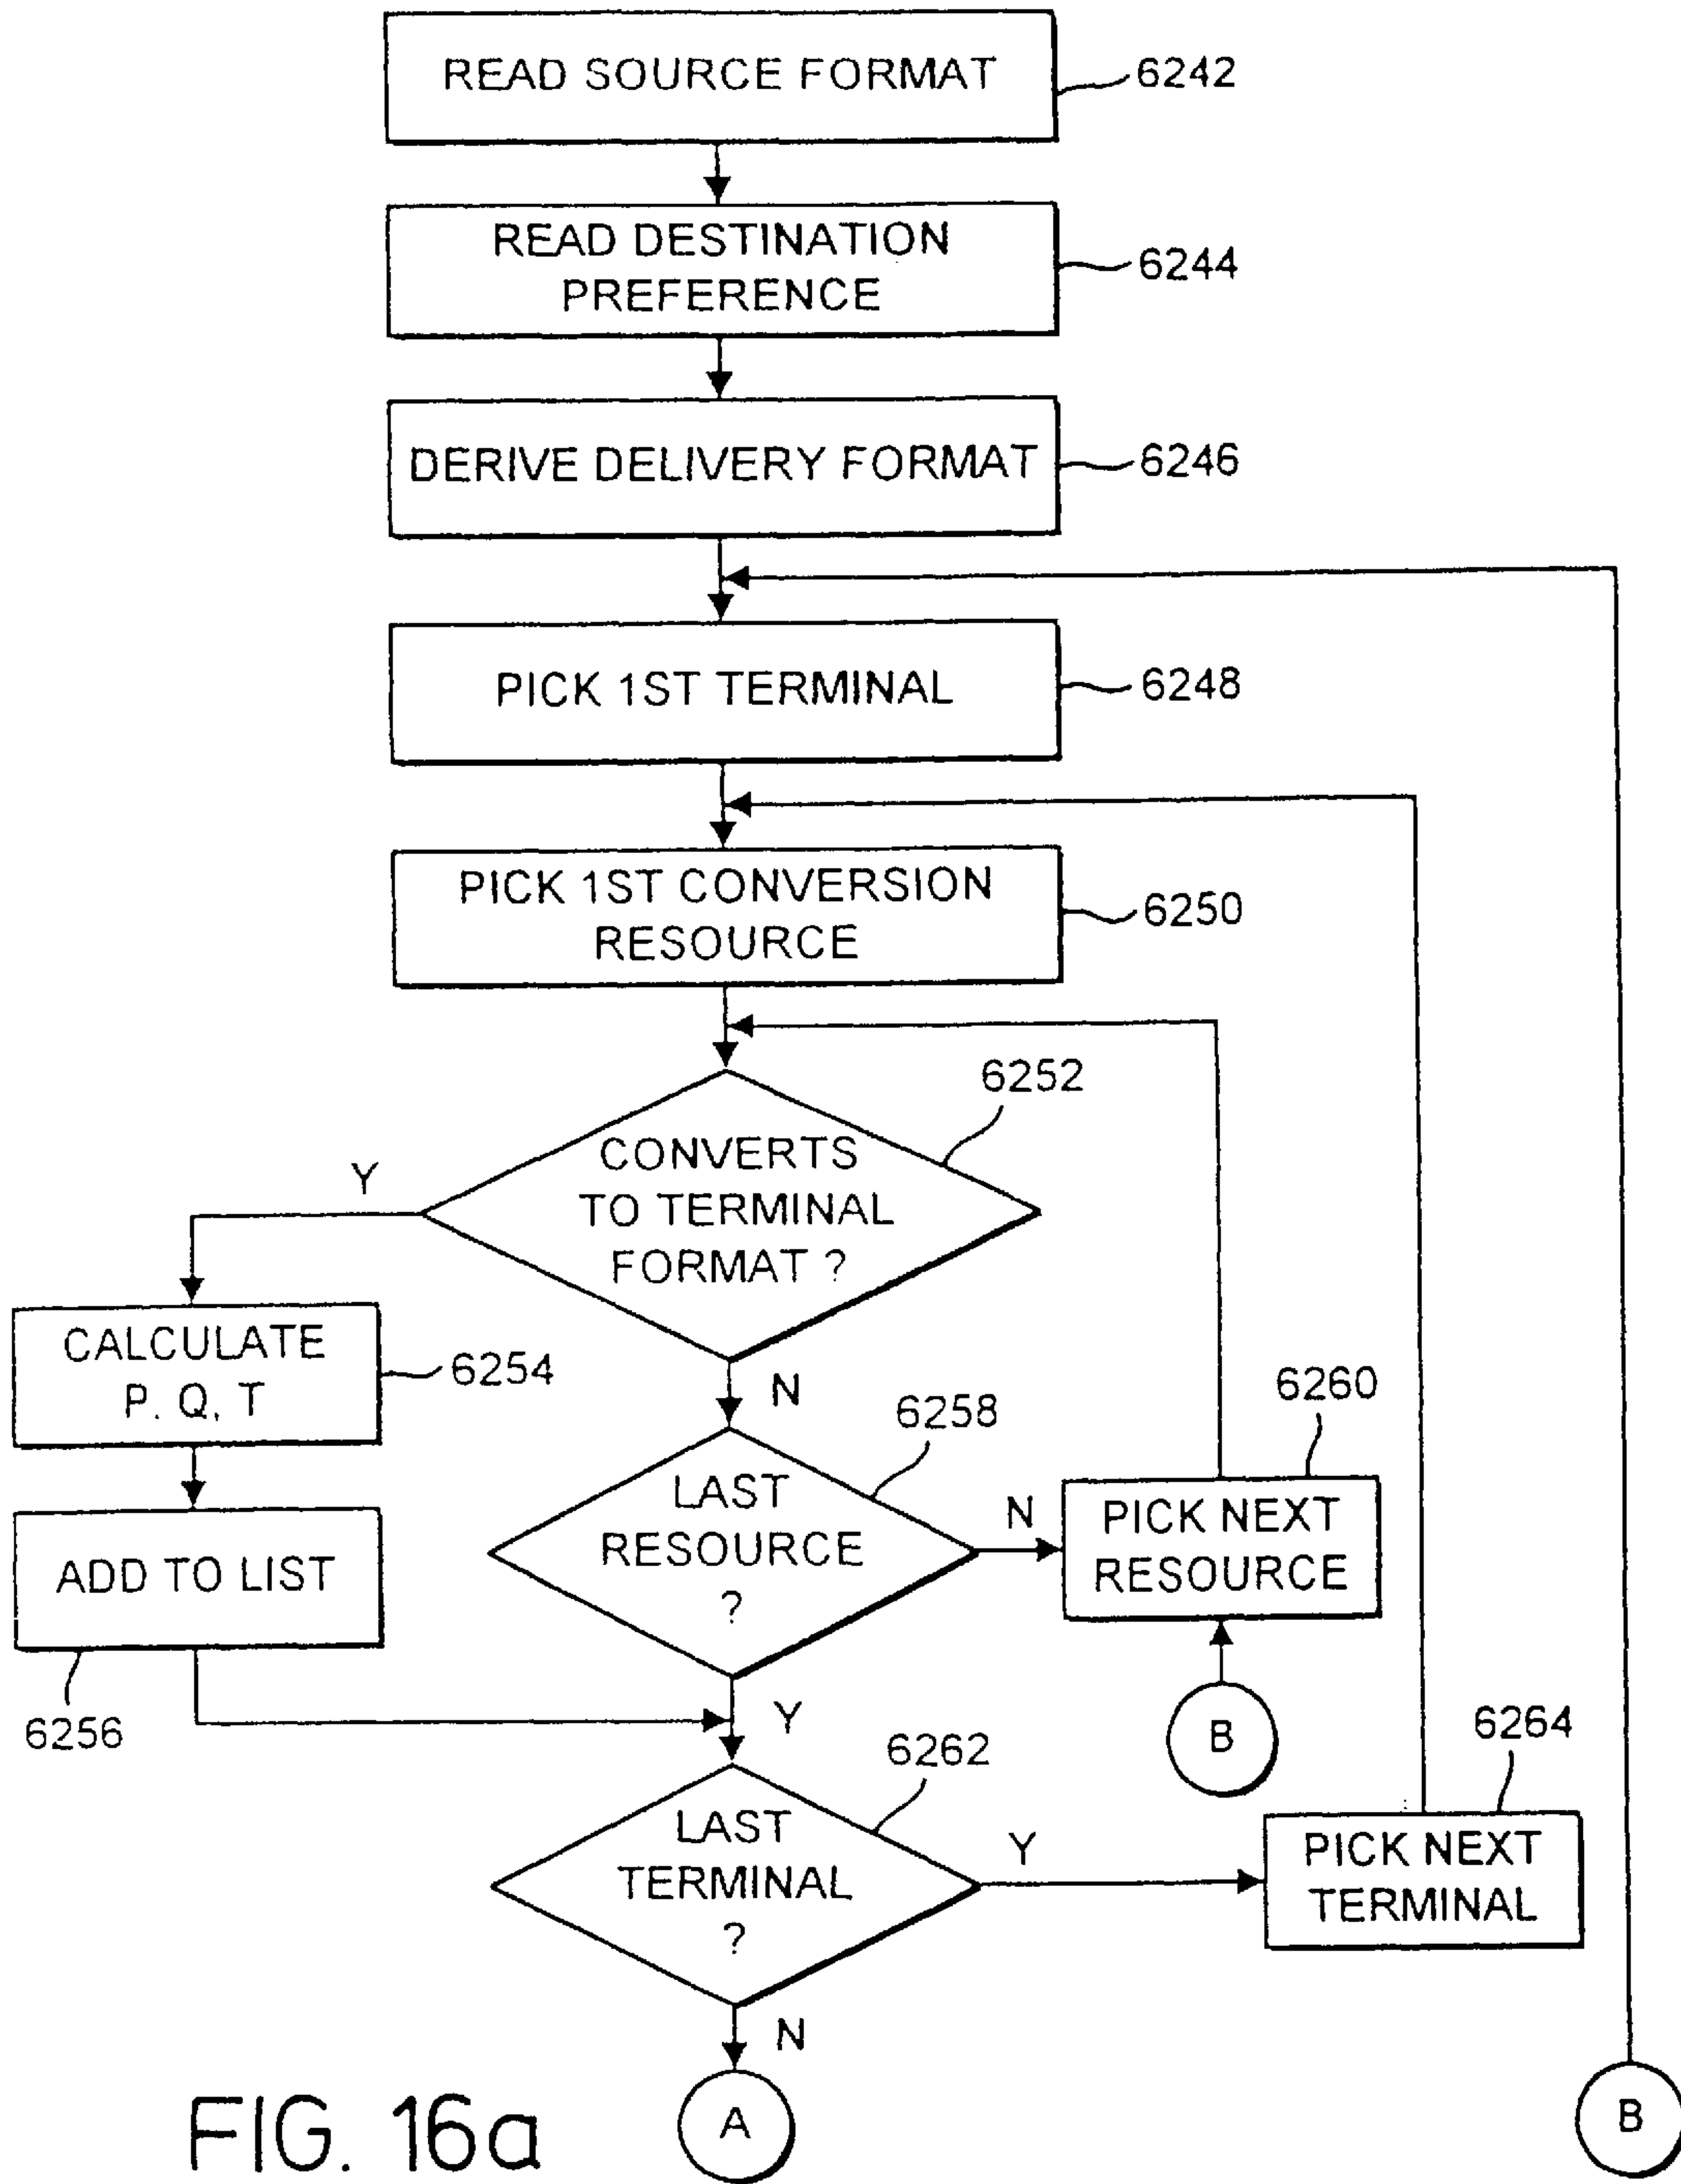 READ SOURCE FORMAT
6242
READ DESTINATION
PREFERENCE
6244
DERIVE DELIVERY FORMAT
6246
PICK 1ST TERMINAL
6248
PICK 1ST CONVERSION
RESOURCE
6250
6252
CONVERTS
TO TERMINAL
FORMAT ?
Y
N
CALCULATE
P. Q, T
6254
6258
6260
LAST
RESOURCE
?
N
PICK NEXT
RESOURCE
ADD TO LIST
6256
Y
B
6262
6264
LAST
TERMINAL
?
Y
PICK NEXT
TERMINAL
N
A
B
FIG. 16a